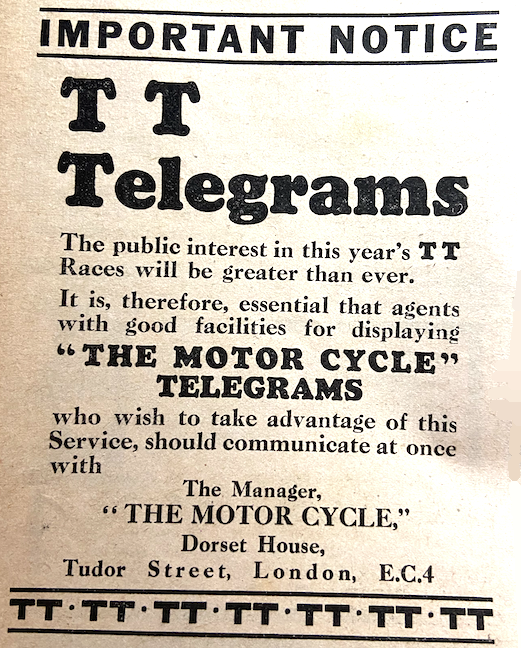 IMPORTANT NOTICE
T T
Telegrams
The public interest in this year's T T
Races will be greater than ever.
It is, therefore, essential that agents
with good facilities for displaying
“THE MOTOR CYCLE”
TELEGRAMS
who wish to take advantage of this
Service, should communicate at once
with
The Manager,
“THE MOTOR CYCLE,”
Dorset House,
Tudor Street, London, E.C.4
TT · TT · TT · TT · TT · TT · TT